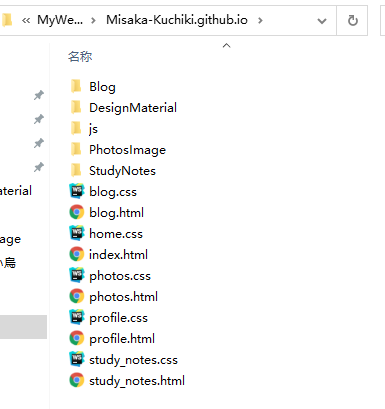 « MyWe... > Misaka-Kuchiki.github.io >
名称
Blog
DesignMaterial
js
PhotosImage
StudyNotes
aterial
blog.css
blog.html
home.css
age
index.html
photos.css
photos.html
profile.css
profile.html
study_notes.css
study_notes.html